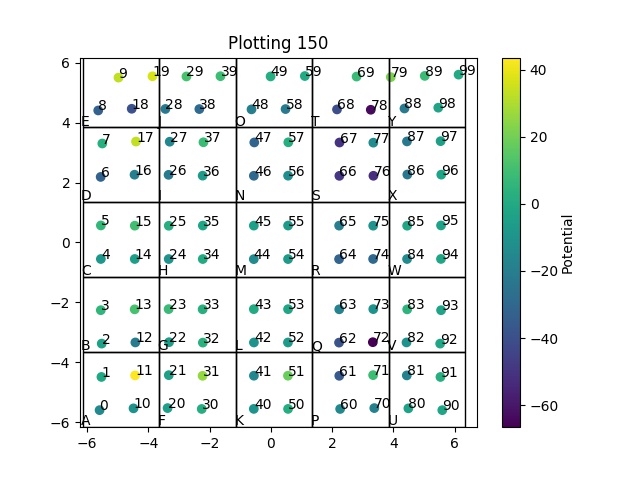 Plotting 150
9 19 29 39 49 59 69 79 89 99
8 18 28 38 48 58 68 78 88 98
E J O T Y
7 17 27 37 47 57 67 77 87 97
6 16 26 36 46 56 66 76 86 96
D I N S X
5 15 25 35 45 55 65 75 85 95
4 14 24 34 44 54 64 74 84 94
C H M R W
3 13 23 33 43 53 63 73 83 93
2 12 22 32 42 52 62 72 82 92
B G L Q V
1 11 21 31 41 51 61 71 81 91
0 10 20 30 40 50 60 70 80 90
A F K P U
6
4
2
0
−2
−4
−6
−6 −4 −2 0 2 4 6
40
20
0
−20
−40
−60
Potential